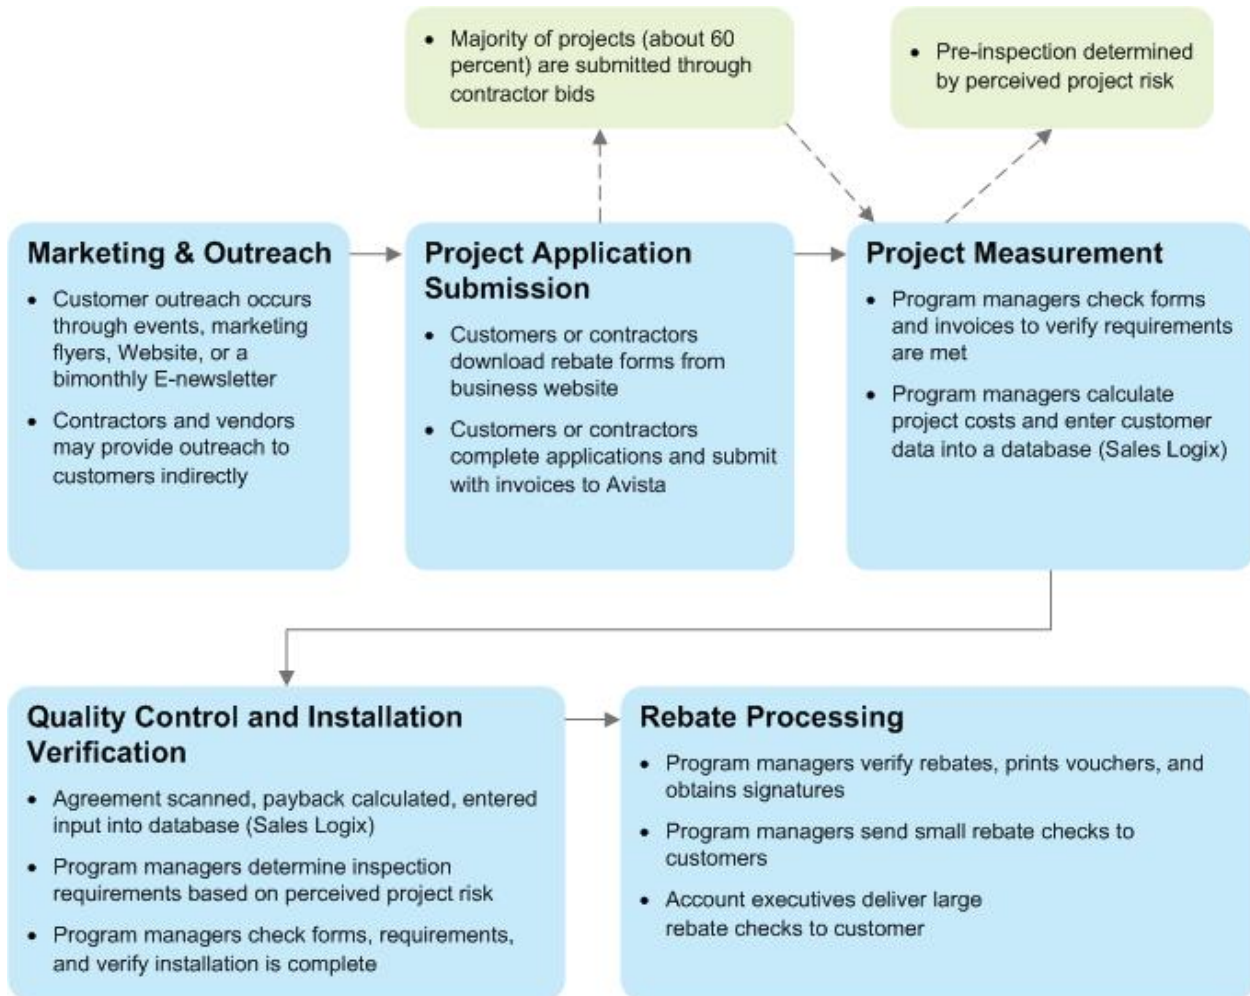 • Majority of projects (about 60
percent) are submitted through
contractor bids
• Pre-inspection determined
by perceived project risk
Marketing & Outreach
• Customer outreach occurs
through events, marketing
flyers, Website, or a
bimonthly E-newsletter
• Contractors and vendors
may provide outreach to
customers indirectly
Project Application
Submission
• Customers or contractors
download rebate forms from
business website
• Customers or contractors
complete applications and submit
with invoices to Avista
Project Measurement
• Program managers check forms
and invoices to verify requirements
are met
• Program managers calculate
project costs and enter customer
data into a database (Sales Logix)
Quality Control and Installation
Verification
• Agreement scanned, payback calculated, entered
input into database (Sales Logix)
• Program managers determine inspection
requirements based on perceived project risk
• Program managers check forms, requirements,
and verify installation is complete
Rebate Processing
• Program managers verify rebates, prints vouchers, and
obtains signatures
• Program managers send small rebate checks to
customers
• Account executives deliver large
rebate checks to customer